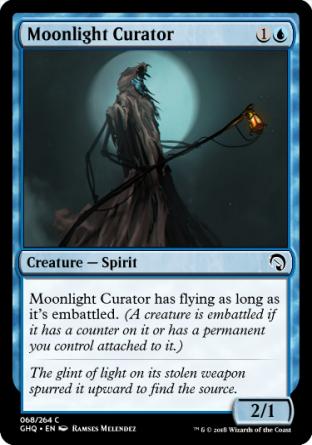 Moonlight Curator 1
Creature — Spirit
Moonlight Curator has flying as long as
it's embattled. (A creature is embattled if
it has a counter on it or has a permanent
you control attached to it.)
The glint of light on its stolen weapon
spurred it upward to find the source.
2/1
068/264 C
GHQ • EN Ramses Melendez
™ & © 2018 Wizards of the Coast